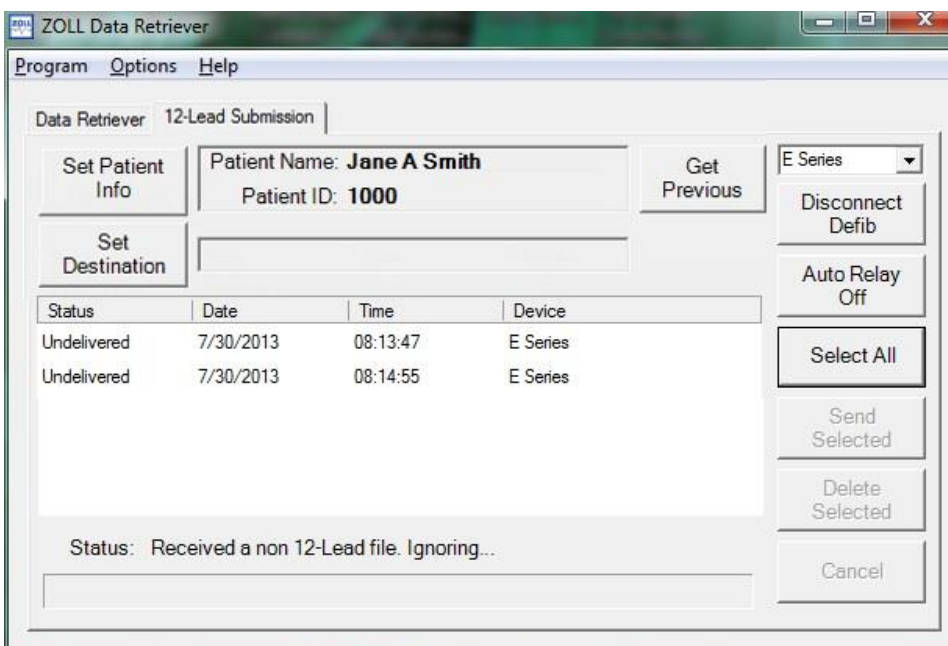 ZOLL Data Retriever
Program Options Help
Data Retriever 12-Lead Submission
Set Patient Info
Patient Name: Jane A Smith
Patient ID: 1000
Get Previous
E Series
Disconnect Defib
Set Destination
Auto Relay Off
Status Date Time Device
Undelivered 7/30/2013 08:13:47 E Series
Undelivered 7/30/2013 08:14:55 E Series
Select All
Send Selected
Delete Selected
Status: Received a non 12-Lead file. Ignoring...
Cancel